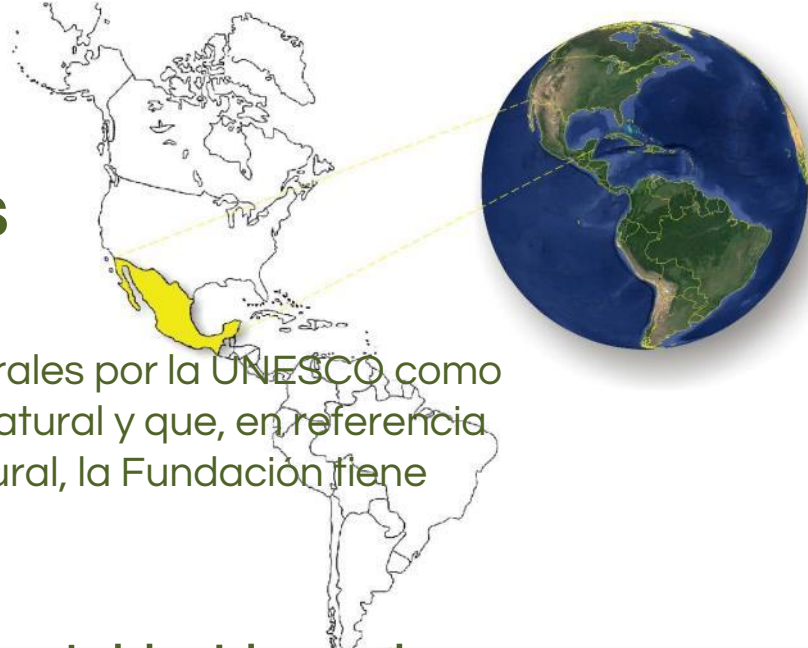 s
rales por la UNESCO como
atural y que, en referencia
ural, la Fundación tiene